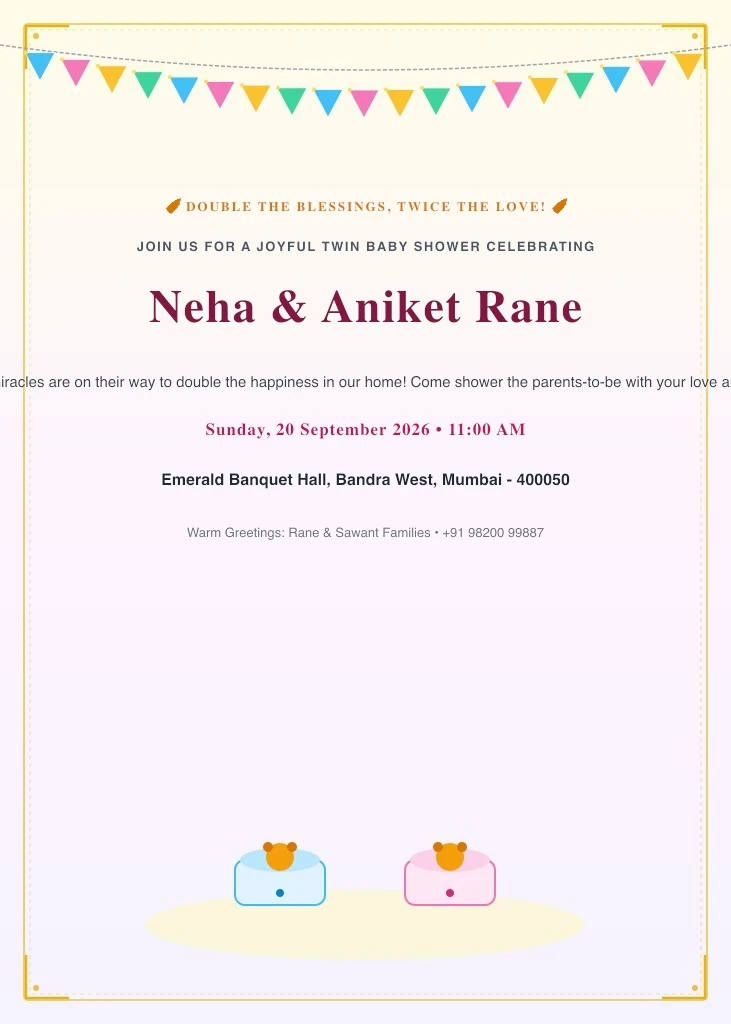 DOUBLE THE BLESSINGS, TWICE THE LOVE!
JOIN US FOR A JOYFUL TWIN BABY SHOWER CELEBRATING
Neha & Aniket Rane
are on their way to double the happiness in our home! Come shower the parents-to-be with your love
Sunday, 20 September 2026 • 11:00 AM
Emerald Banquet Hall, Bandra West, Mumbai - 400050
Warm Greetings: Rane & Sawant Families • +91 98200 99887